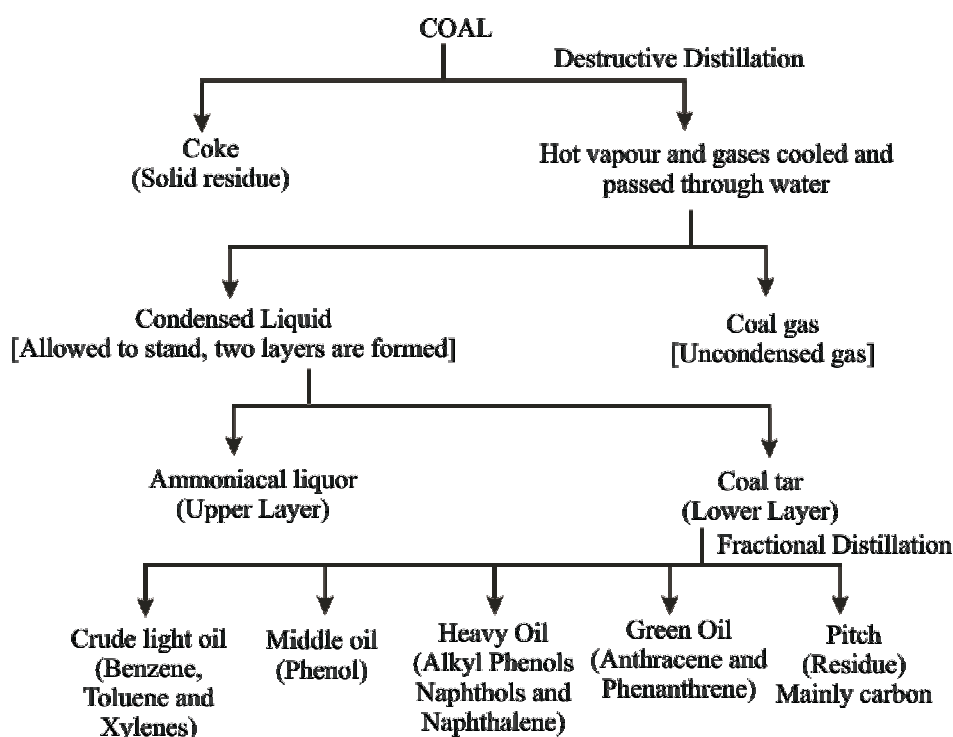 COAL
Destructive Distillation
Coke
(Solid residue)
Hot vapour and gases cooled and
passed through water
Condensed Liquid
[Allowed to stand, two layers are formed]
Coal gas
[Uncondensed gas]
Ammoniacal liquor
(Upper Layer)
Coal tar
(Lower Layer)
Fractional Distillation
Crude light oil
(Benzene,
Toluene and
Xylenes)
Middle oil
(Phenol)
Heavy Oil
(Alkyl Phenols
Naphthols and
Naphthalene)
Green Oil
(Anthracene and
Phenanthrene)
Pitch
(Residue)
Mainly carbon